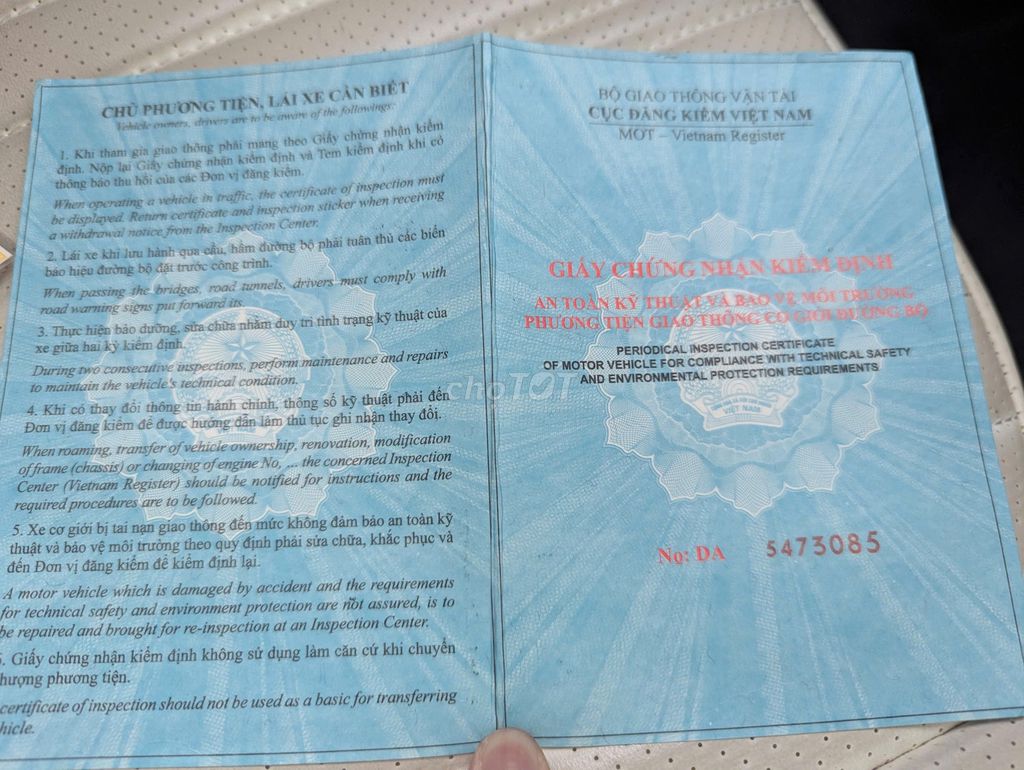 CHỦ PHƯƠNG TIỆN, LÁI XE CẦN BIẾT
Vehicle owners, drivers are to be aware of the followings:
1. Khi tham gia giao thông phải mang theo Giấy chứng nhận kiểm
định. Nộp lại Giấy chứng nhận kiểm định và Tem kiểm định khi có
thông báo thu hồi của các Đơn vị đăng kiểm.
When operating a vehicle in traffic, the certificate of inspection must
be displayed. Return certificate and inspection sticker when receiving
a withdrawal notice from the Inspection Center.
2. Lái xe khi lưu hành qua cầu, hầm đường bộ phải tuân thủ các biển
báo hiệu đường bộ đặt trước công trình.
When passing the bridges, road tunnels, drivers must comply with
road warning signs put forward its.
3. Thực hiện bảo dưỡng, sửa chữa nhằm duy trì tình trạng kỹ thuật của
xe giữa hai kỳ kiểm định.
During two consecutive inspections, perform maintenance and repairs
to maintain the vehicle's technical condition.
4. Khi có thay đổi thông tin hành chính, thông số kỹ thuật phải đến
Đơn vị đăng kiểm để được hướng dẫn làm thủ tục ghi nhận thay đổi.
When roaming, transfer of vehicle ownership, renovation, modification
of frame (chassis) or changing of engine No, ... the concerned Inspection
Center (Vietnam Register) should be notified for instructions and the
required procedures are to be followed.
5. Xe cơ giới bị tai nạn giao thông đến mức không đảm bảo an toàn kỹ
thuật và bảo vệ môi trường theo quy định phải sửa chữa, khắc phục và
đến Đơn vị đăng kiểm để kiểm định lại.
A motor vehicle which is damaged by accident and the requirements
for technical safety and environment protection are not assured, is to
be repaired and brought for re-inspection at an Inspection Center.
. Giấy chứng nhận kiểm định không sử dụng làm căn cứ khi chuyển
hượng phương tiện.
certificate of inspection should not be used as a basic for transferring
hicle.
BỘ GIAO THÔNG VẬN TẢI
CỤC ĐĂNG KIỂM VIỆT NAM
MOT – Vietnam Register
GIẤY CHỨNG NHẬN KIỂM ĐỊNH
AN TOÀN KỸ THUẬT VÀ BẢO VỆ MÔI TRƯỜNG
PHƯƠNG TIỆN GIAO THÔNG CƠ GIỚI ĐƯỜNG BỘ
PERIODICAL INSPECTION CERTIFICATE
OF MOTOR VEHICLE FOR COMPLIANCE WITH TECHNICAL SAFETY
AND ENVIRONMENTAL PROTECTION REQUIREMENTS
choTOT
VIỆT NAM
No: DA 5473085